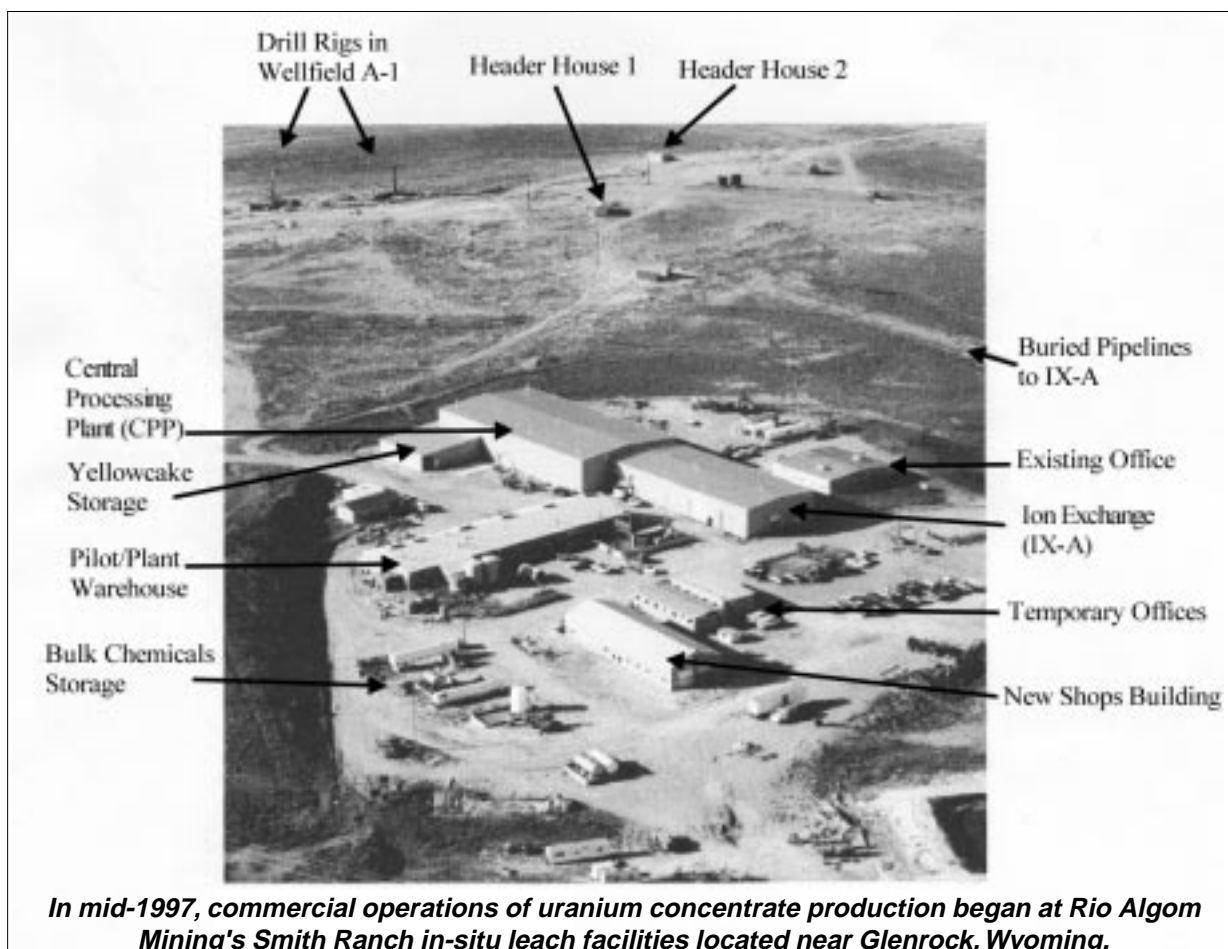 Drill Rigs in
Wellfield A-1
Header House 1
Header House 2
Central
Processing
Plant (CPP)
Yellowcake
Storage
Pilot/Plant
Warehouse
Bulk Chemicals
Storage
Buried Pipelines
to IX-A
Existing Office
Ion Exchange
(IX-A)
Temporary Offices
New Shops Building
In mid-1997, commercial operations of uranium concentrate production began at Rio Algom
Mining's Smith Ranch in-situ leach facilities located near Glenrock, Wyoming.